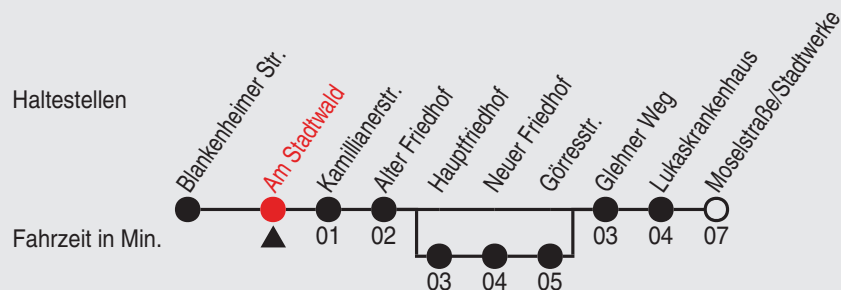 Haltestellen
Blankenheimer Str.
Am Stadtwald
Kamillianerstr.
Alter Friedhof
Hauptfriedhof
Neuer Friedhof
Görresstr.
Glehner Weg
Lukaskrankenhaus
Moselstraße/Stadtwerke
Fahrzeit in Min.
01 02 03 04 07
03 04 05